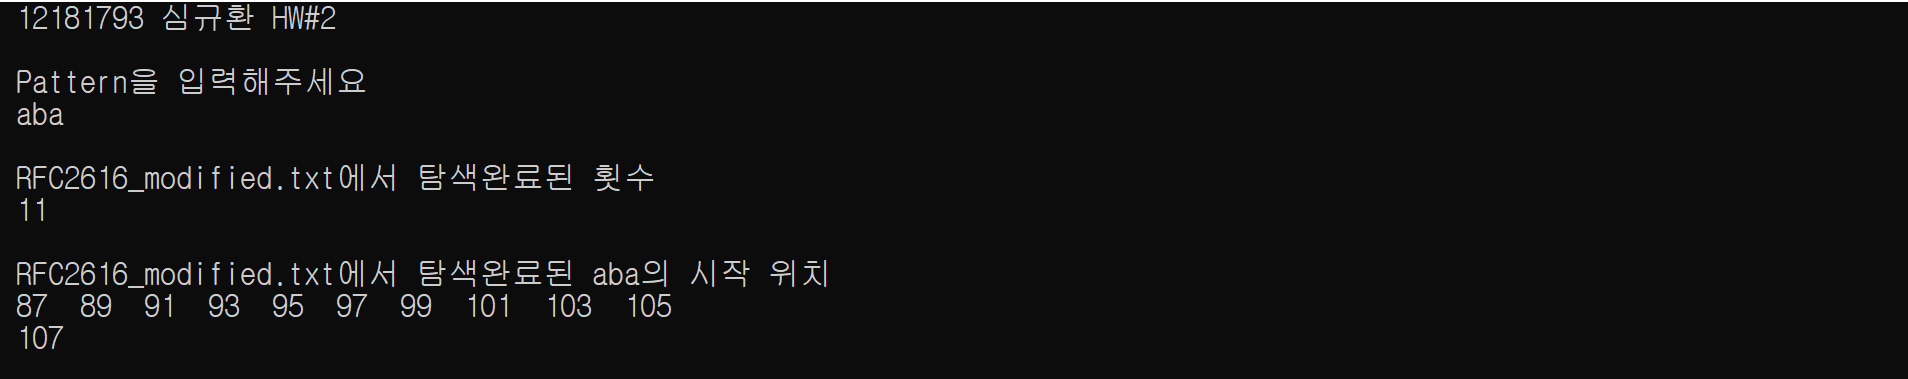 12181793 심규환 HW#2
Pattern을 입력해주세요
aba
RFC2616_modified.txt에서 탐색완료된 횟수
11
RFC2616_modified.txt에서 탐색완료된 aba의 시작 위치
87 89 91 93 95 97 99 101 103 105
107